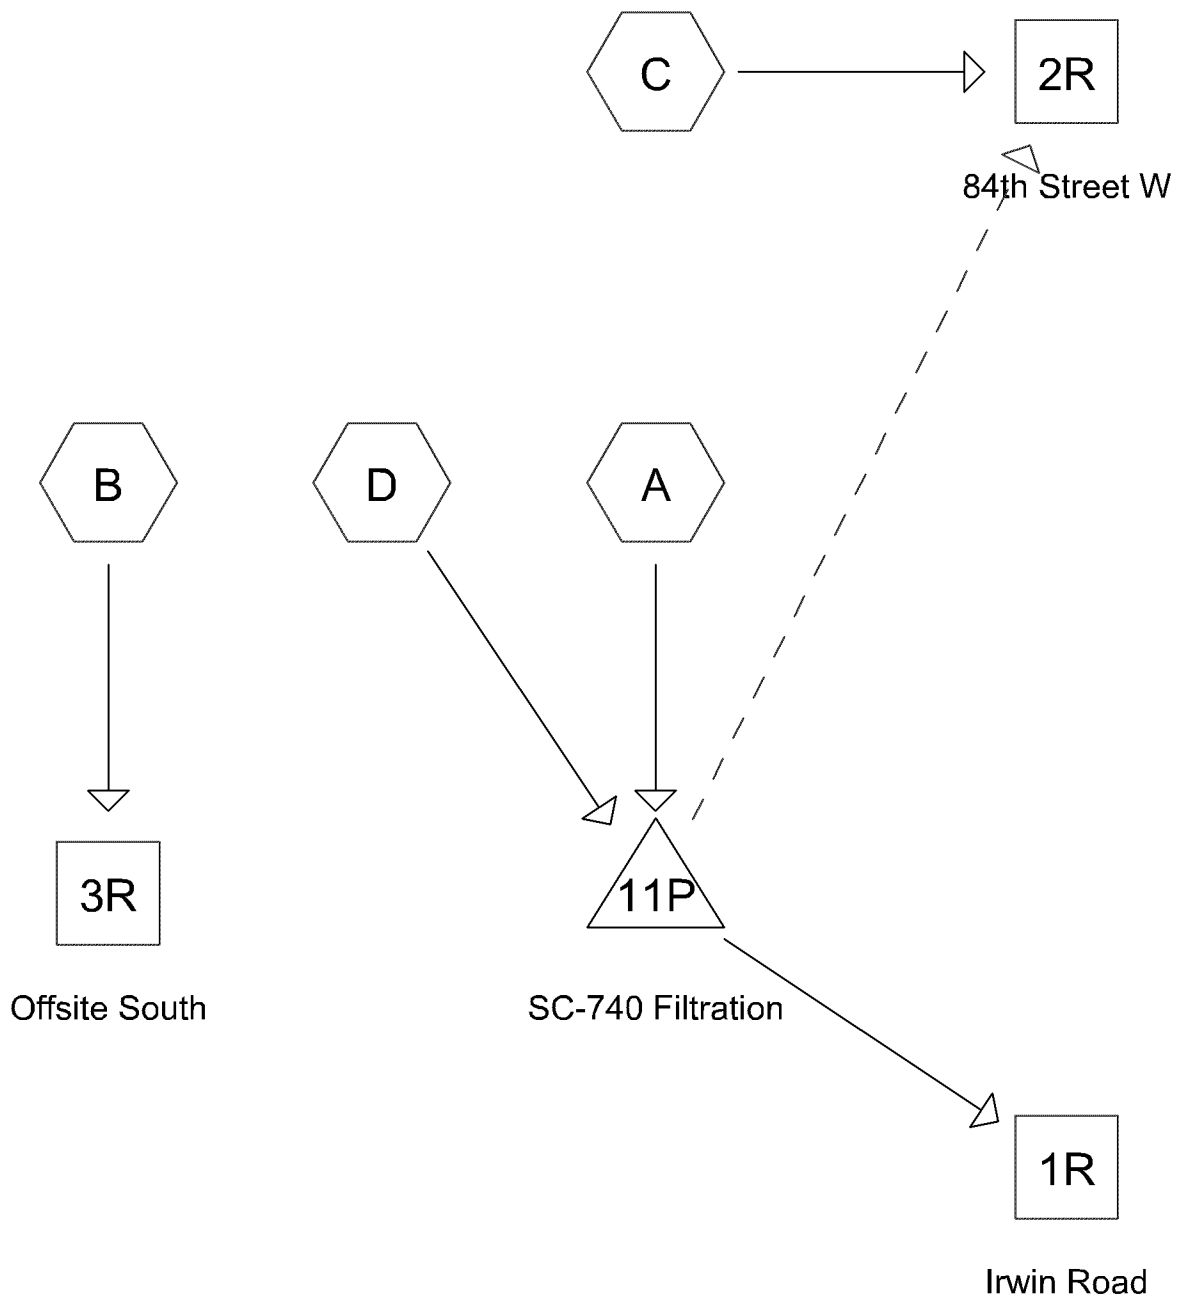 C
2R
84th Street W
B
D
A
3R
11P
Offsite South
SC-740 Filtration
1R
Irwin Road